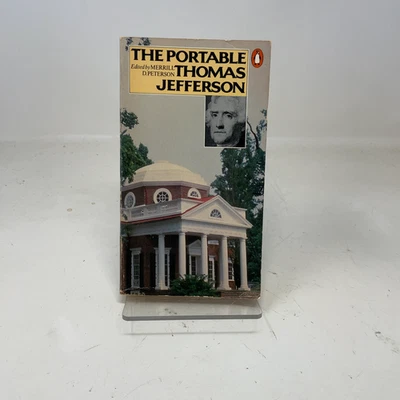 THE PORTABLE
Edited by MERRILL
D. PETERSON
THOMAS
JEFFERSON